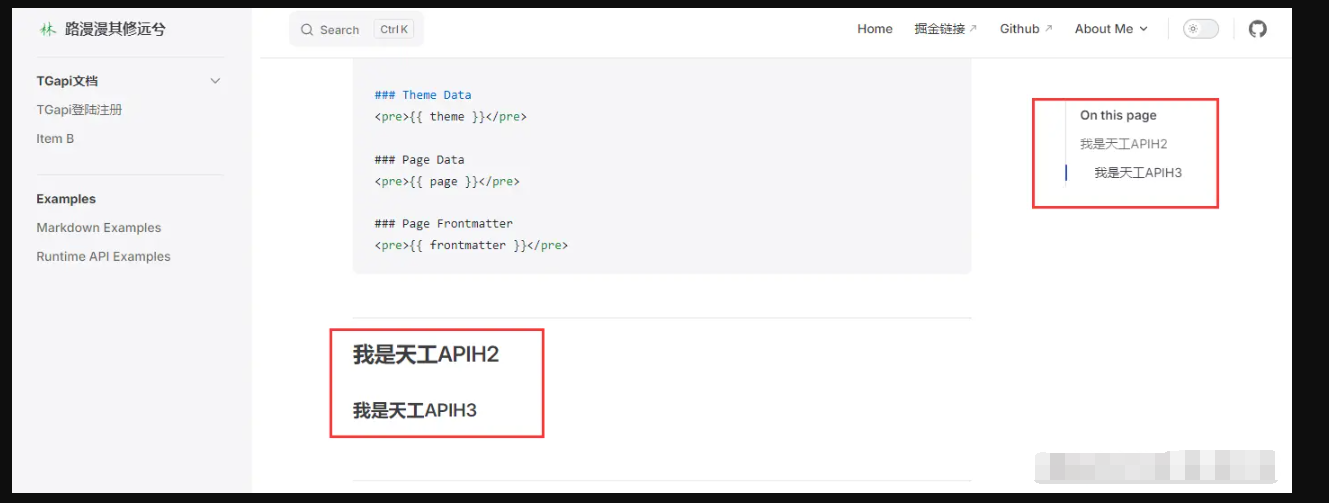 林 路漫漫其修远兮
Search Ctrl K
Home 掘金链接 Github About Me
TGapi文档
TGapi登陆注册
Item B
Examples
Markdown Examples
Runtime API Examples
### Theme Data
<pre>{{ theme }}</pre>
### Page Data
<pre>{{ page }}</pre>
### Page Frontmatter
<pre>{{ frontmatter }}</pre>
我是天工APIH2
我是天工APIH3
On this page
我是天工APIH2
我是天工APIH3